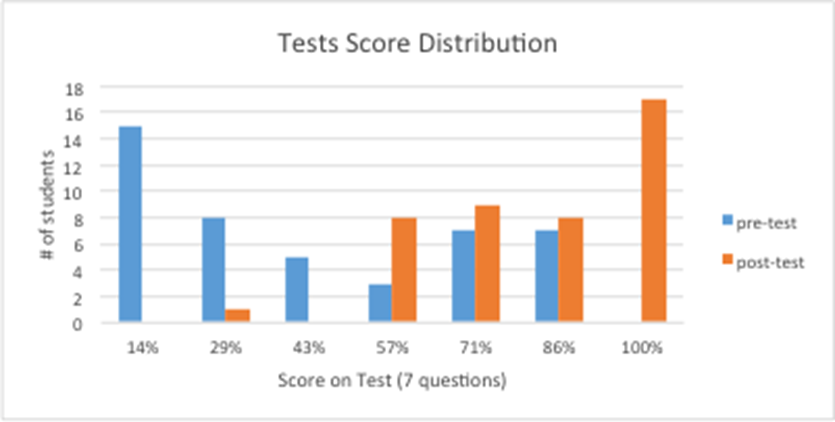 Tests Score Distribution
# of students
18
16
14
12
10
8
6
4
2
0
14% 29% 43% 57% 71% 86% 100%
Score on Test (7 questions)
pre-test
post-test